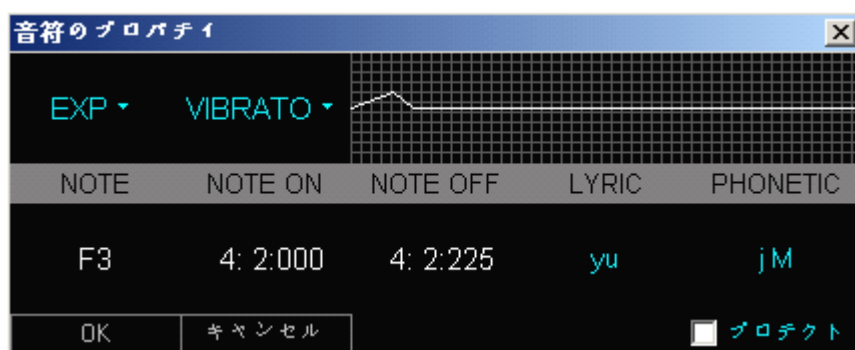 音符のプロパティ
EXP VIBRATO
NOTE NOTE ON NOTE OFF LYRIC PHONETIC
F3 4: 2:000 4: 2:225 yu j M
OK キャンセル プロテクト